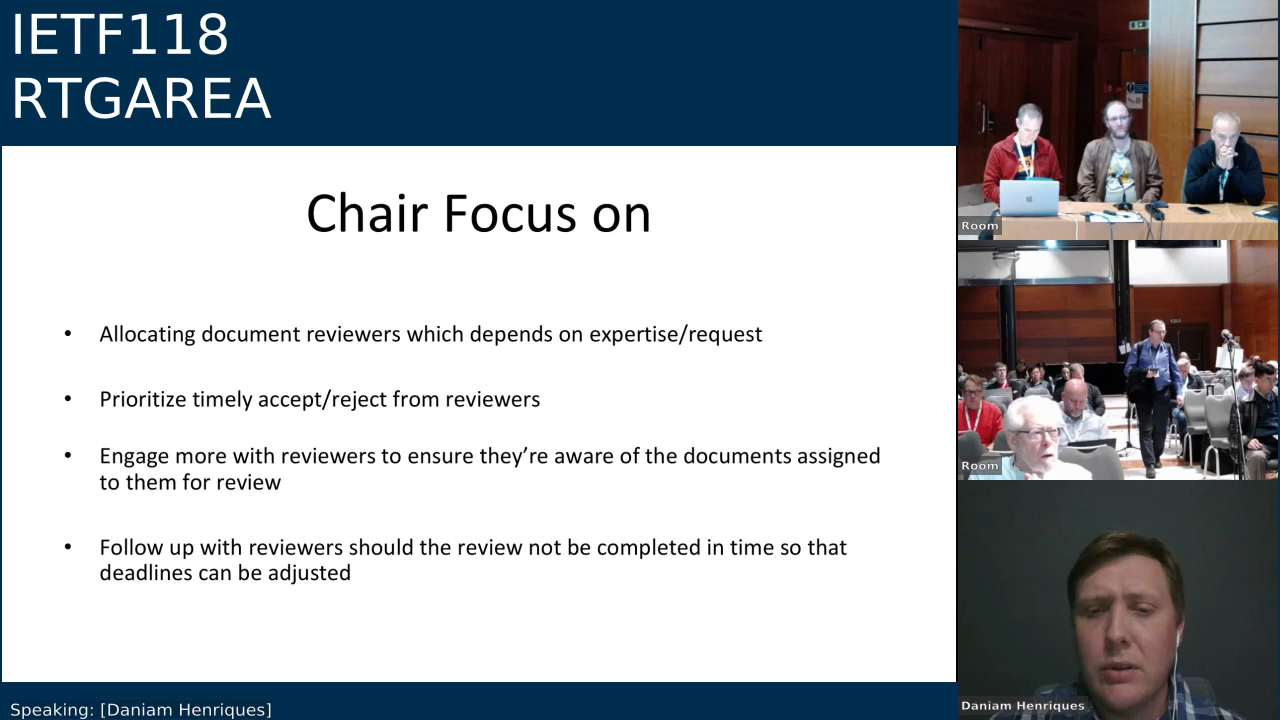 IETF118
RTGAREA
Chair Focus on
• Allocating document reviewers which depends on expertise/request
• Prioritize timely accept/reject from reviewers
• Engage more with reviewers to ensure they’re aware of the documents assigned
to them for review
• Follow up with reviewers should the review not be completed in time so that
deadlines can be adjusted
Speaking: [Daniam Henriques]
Room
Room
Daniam Henriques